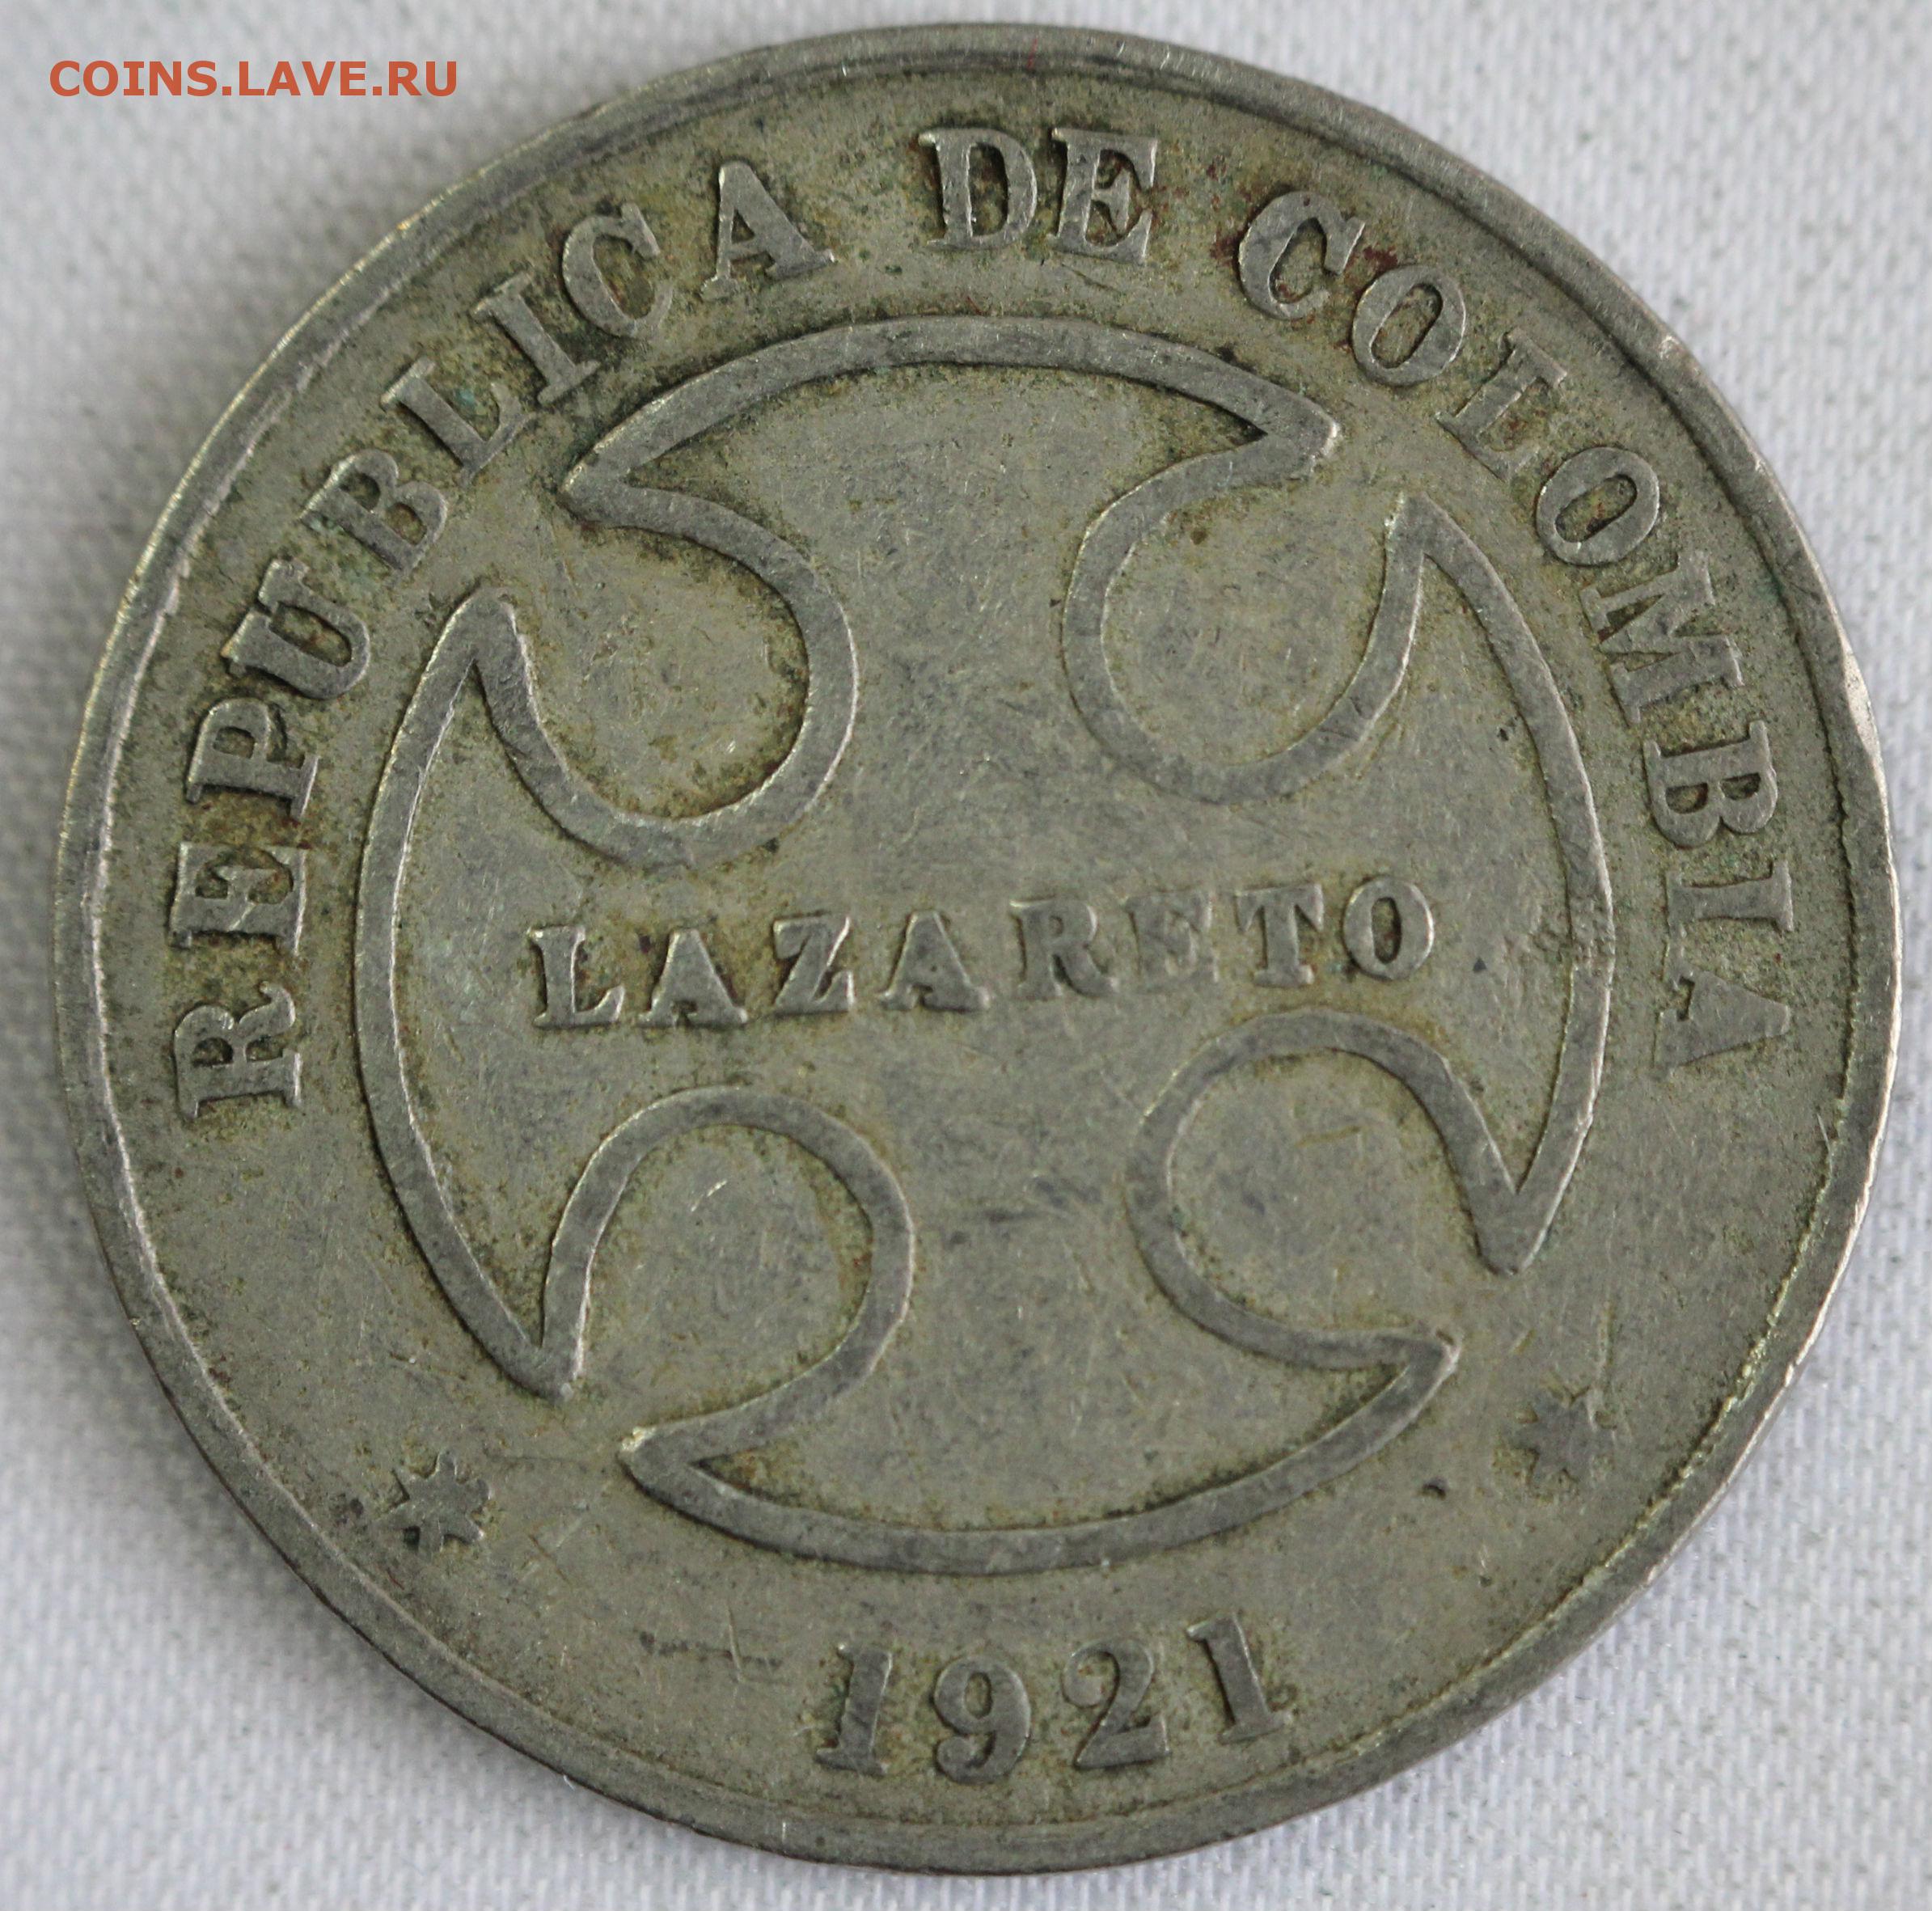 COINS.LAVE.RU
REPUBLICA DE COLOMBIA
LAZARETO
1921